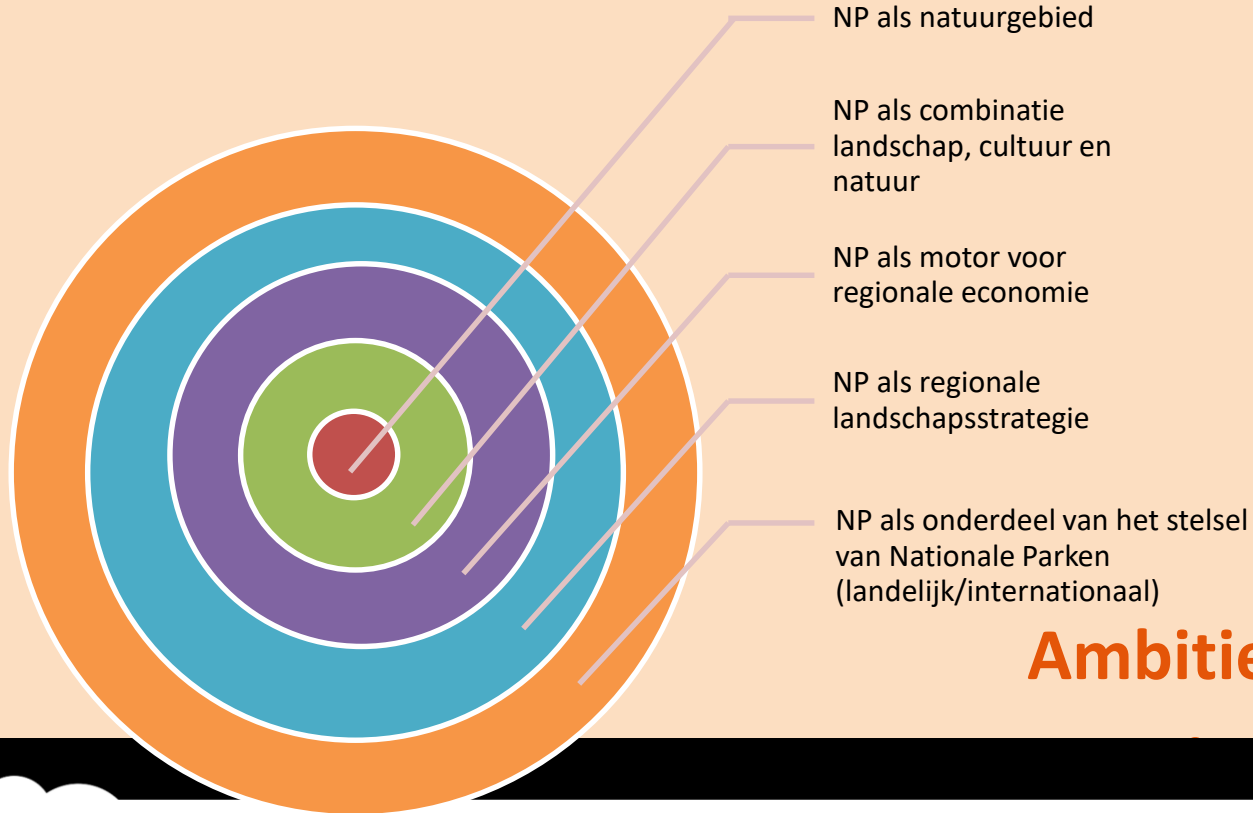 NP als natuurgebied
NP als combinatie
landschap, cultuur en
natuur
NP als motor voor
regionale economie
NP als regionale
landschapsstrategie
NP als onderdeel van het stelsel
van Nationale Parken
(landelijk/internationaal)
Ambitie